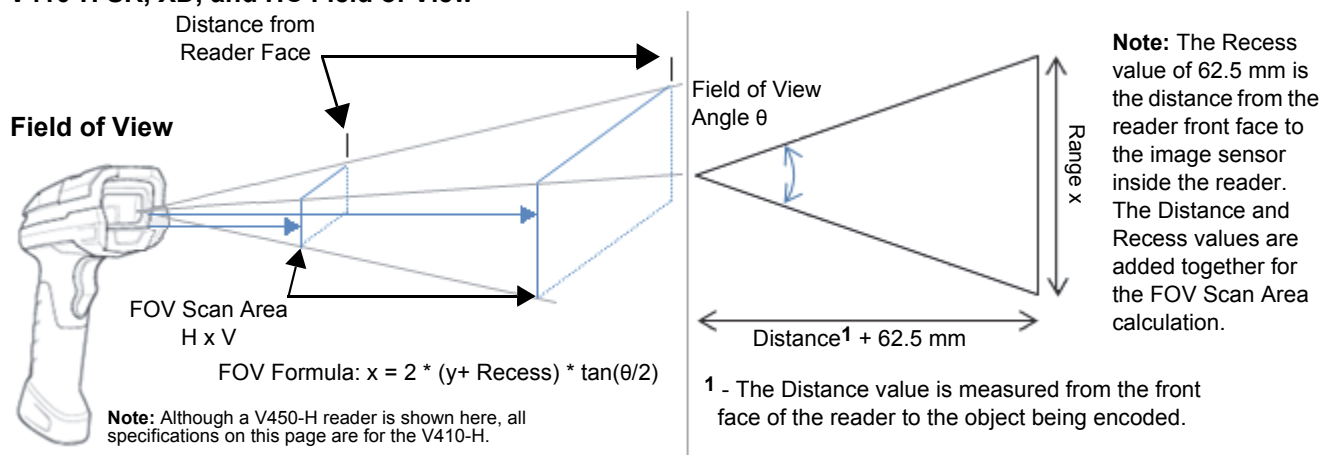 Distance from
Reader Face
Field of View
FOV Scan Area
H x V
FOV Formula: x = 2 * (y+ Recess) * tan(θ/2)
Note: Although a V450-H reader is shown here, all
specifications on this page are for the V410-H.
Field of View
Angle θ
Range x
Distance1 + 62.5 mm
1 - The Distance value is measured from the front
face of the reader to the object being encoded.
Note: The Recess
value of 62.5 mm is
the distance from the
reader front face to
the image sensor
inside the reader.
The Distance and
Recess values are
added together for
the FOV Scan Area
calculation.